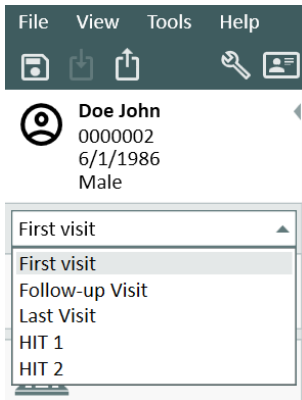 File View Tools Help
Doe John
0000002
6/1/1986
Male
First visit
First visit
Follow-up Visit
Last Visit
HIT 1
HIT 2